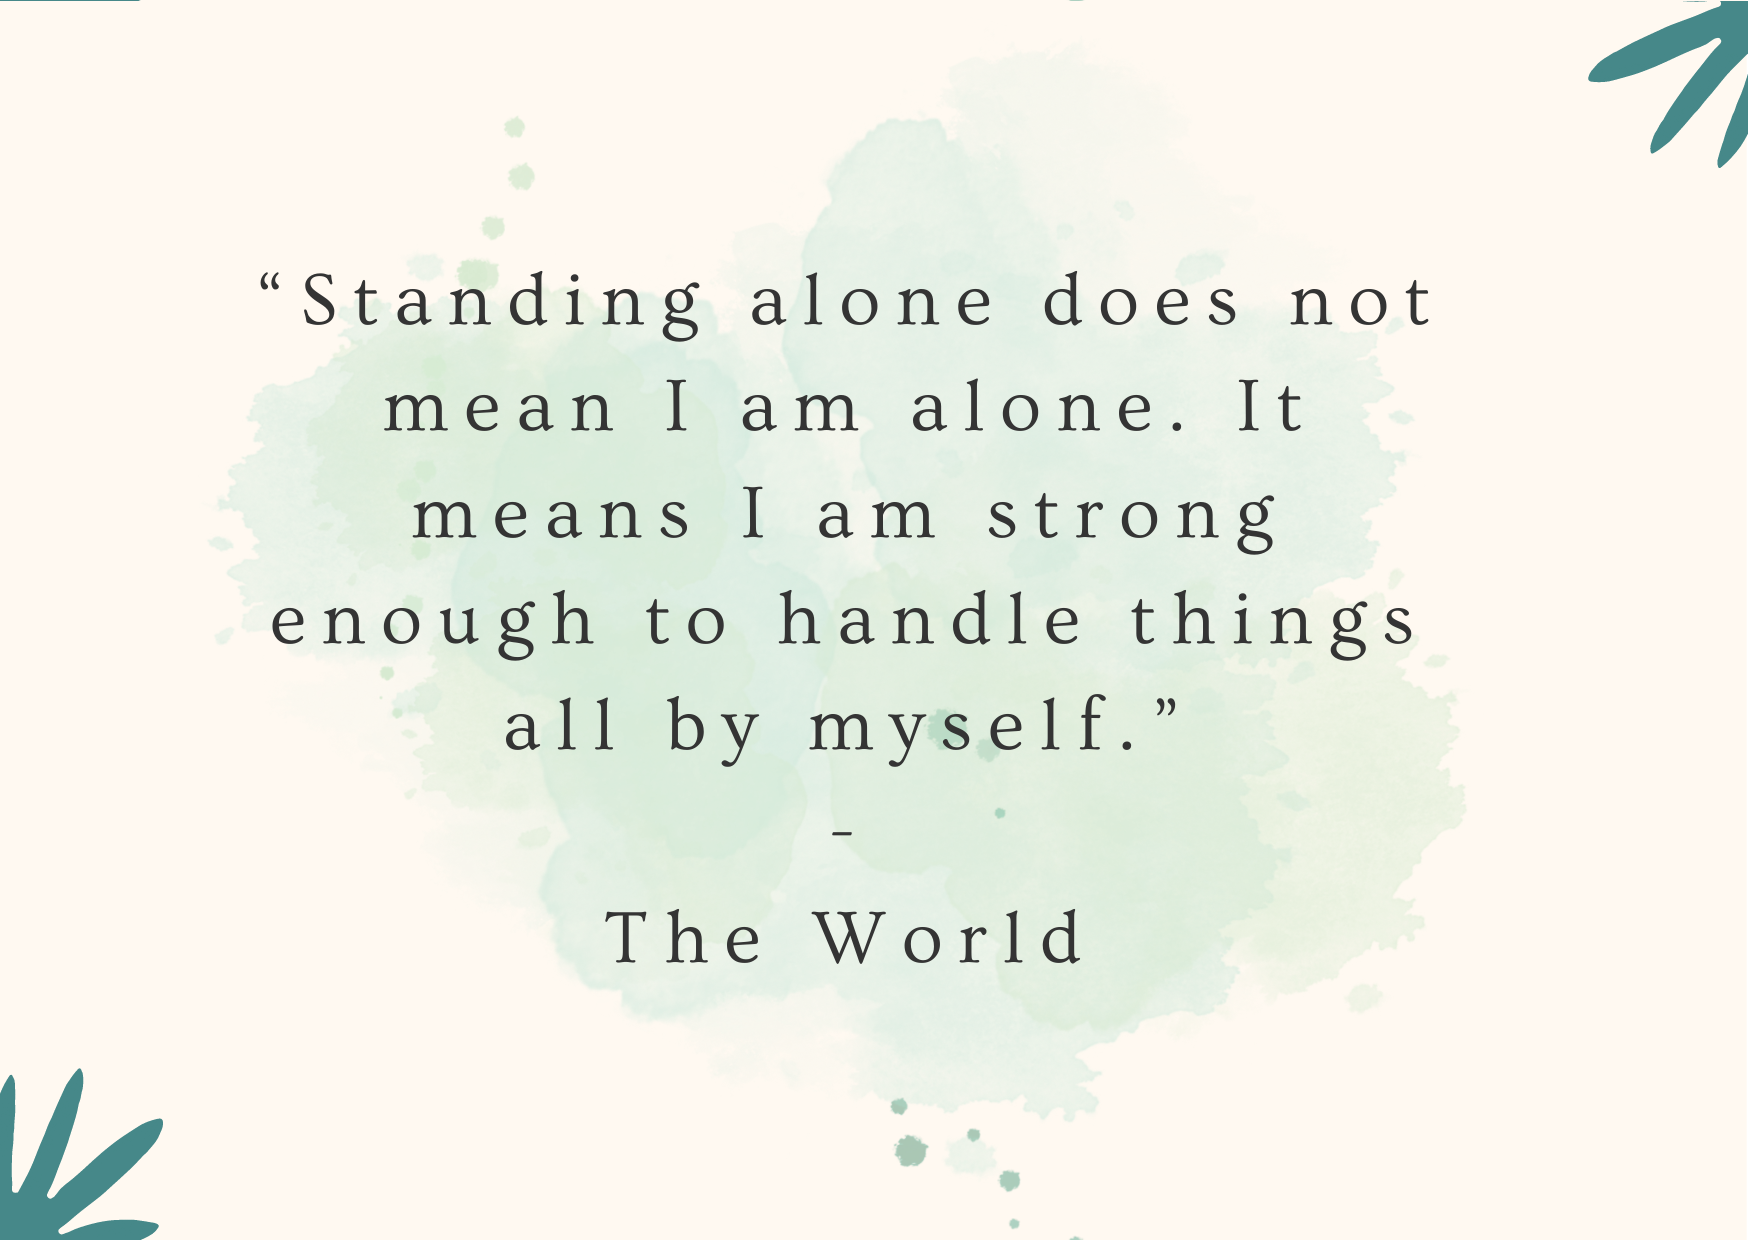 “Standing alone does not
mean I am alone. It
means I am strong
enough to handle things
all by myself.”
-
The World